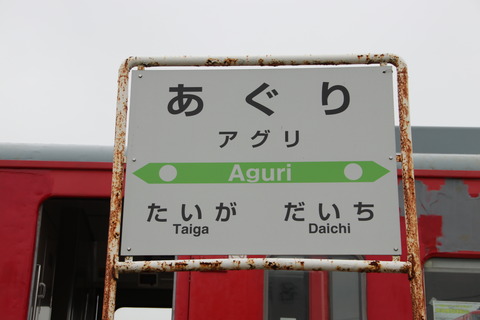 あぐり
アグリ
Aguri
たいが だいち
Taiga Daichi